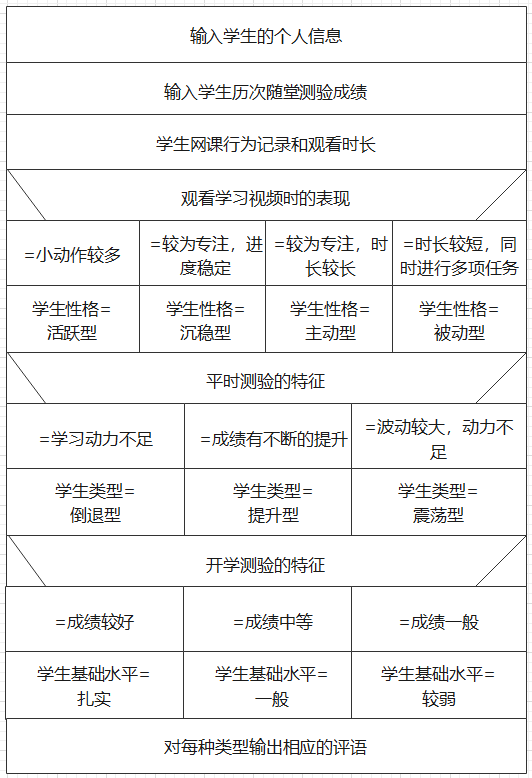 输入学生的个人信息
输入学生历次随堂测验成绩
学生网课行为记录和观看时长
观看学习视频时的表现
=小动作较多
=较为专注，进
度稳定
=较为专注，时
长较长
=时长较短，同
时进行多项任务
学生性格=
活跃型
学生性格=
沉稳型
学生性格=
主动型
学生性格=
被动型
平时测验的特征
=学习动力不足
=成绩有不断的提升
=波动较大，动力不
足
学生类型=
倒退型
学生类型=
提升型
学生类型=
震荡型
开学测验的特征
=成绩较好
=成绩中等
=成绩一般
学生基础水平=
扎实
学生基础水平=
一般
学生基础水平=
较弱
对每种类型输出相应的评语